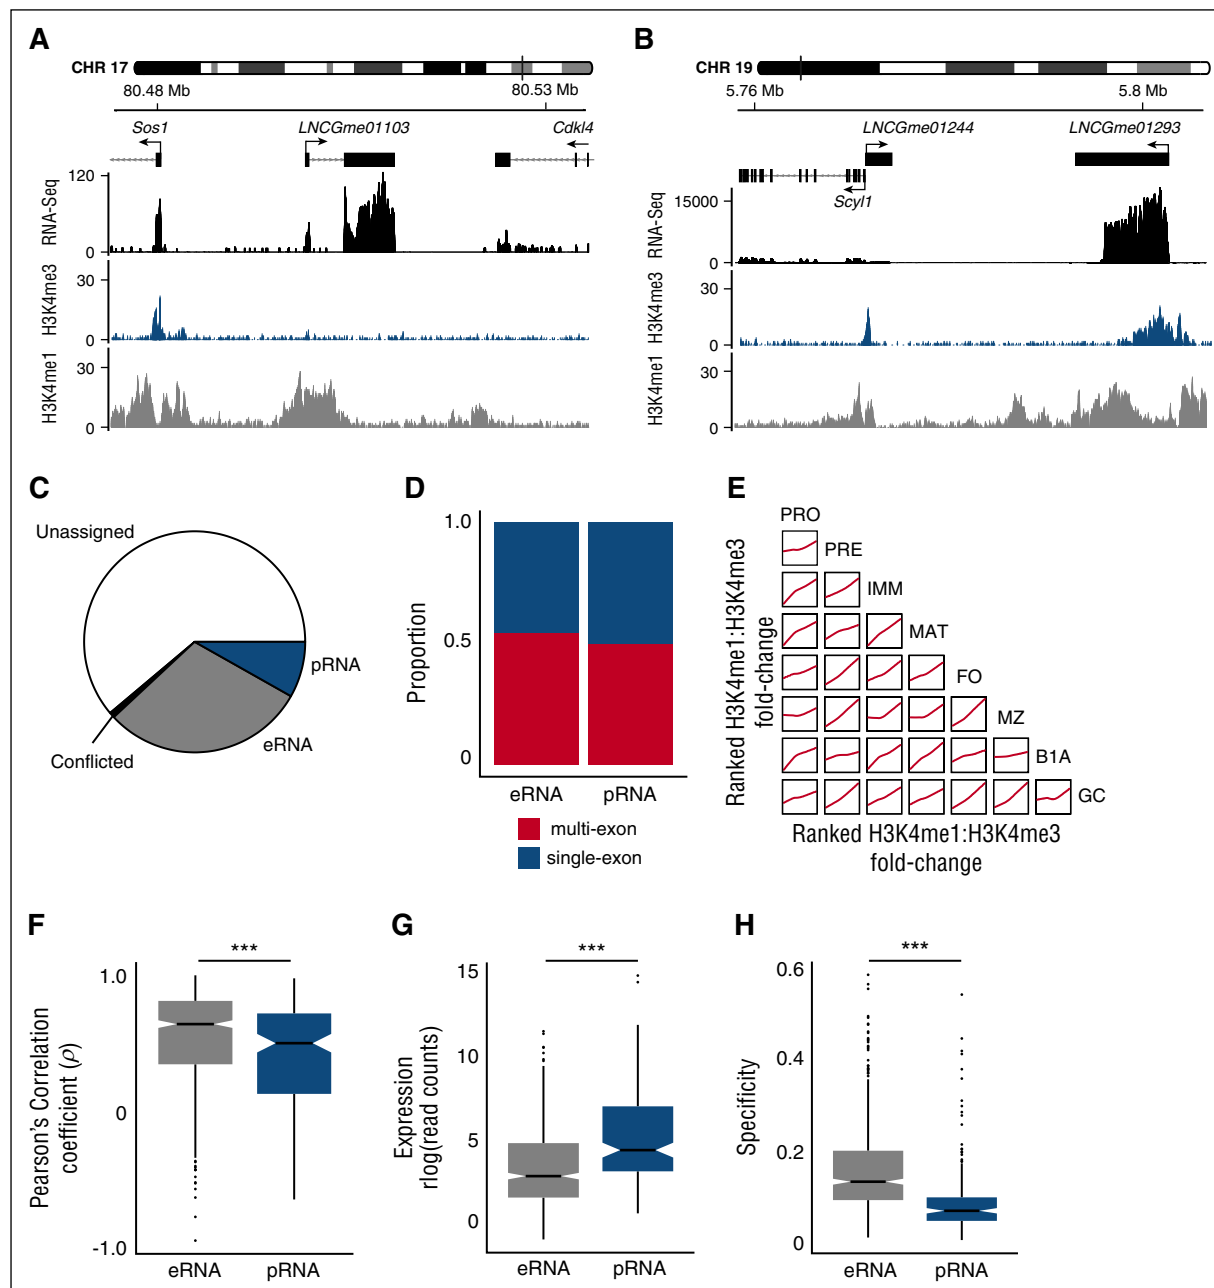 A
CHR 17
80.48 Mb
80.53 Mb
Sos1
LNCGme01103
Cdkl4
120
0
RNA-Seq
30
0
H3K4me3
30
0
H3K4me1
B
CHR 19
5.76 Mb
5.8 Mb
LNCGme01244
LNCGme01293
Scyl1
15000
0
RNA-Seq
30
0
H3K4me3
30
0
H3K4me1
C
Unassigned
pRNA
eRNA
Conflicted
D
1.0
0.5
0
Proportion
eRNA
pRNA
multi-exon
single-exon
E
PRO
PRE
IMM
MAT
FO
MZ
B1A
GC
Ranked H3K4me1:H3K4me3
fold-change
Ranked H3K4me1:H3K4me3
fold-change
F
***
1.0
0
-1.0
Pearson's Correlation
coefficient (ρ)
eRNA
pRNA
G
***
15
10
5
0
Expression
rlog(read counts)
eRNA
pRNA
H
***
0.6
0.4
0.2
0
Specificity
eRNA
pRNA